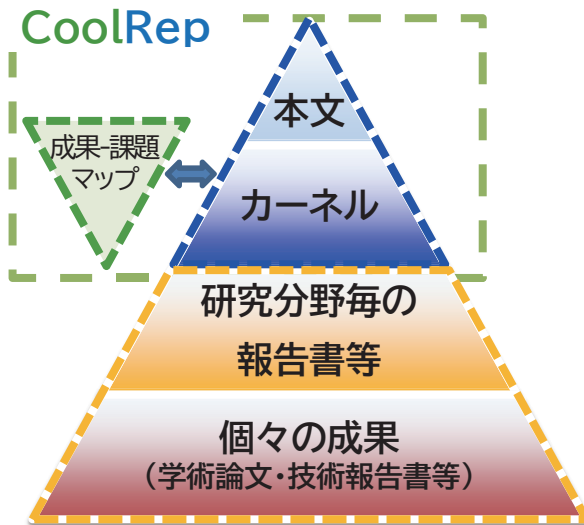 CoolRep
本文
成果-課題
マップ
カーネル
研究分野毎の
報告書等
個々の成果
（学術論文・技術報告書等）